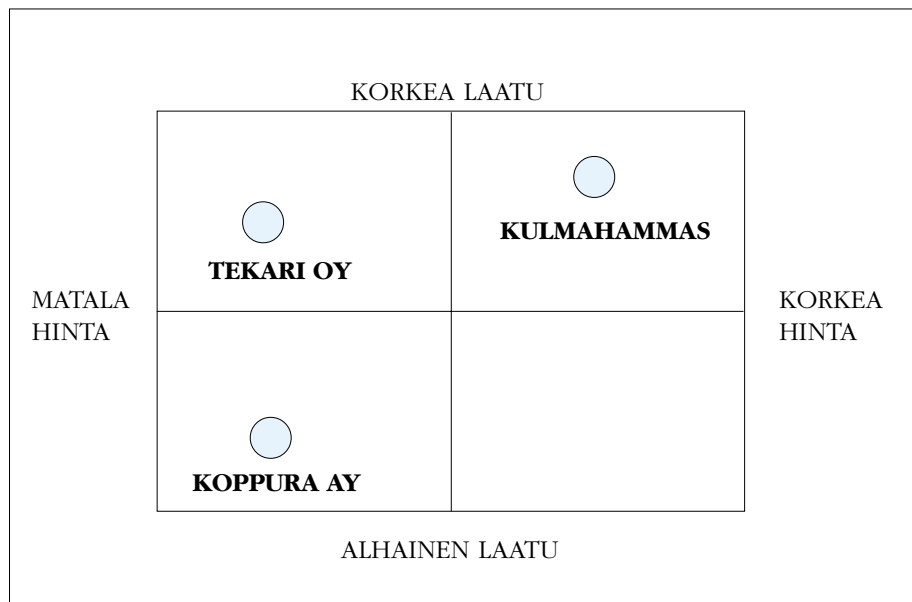 KORKEA LAATU
KULMAHAMMAS
TEKARI OY
MATALA
HINTA
KORKEA
HINTA
KOPPURA AY
ALHAINEN LAATU